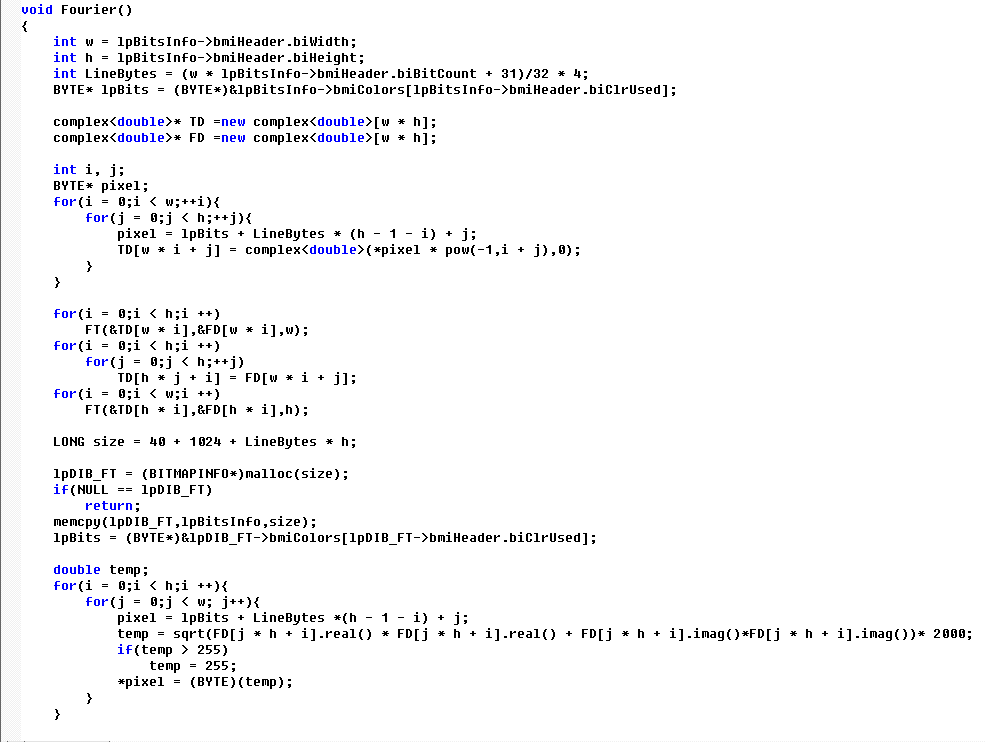 void Fourier()
{
    int w = lpBitsInfo->bmiHeader.biWidth;
    int h = lpBitsInfo->bmiHeader.biHeight;
    int LineBytes = (w * lpBitsInfo->bmiHeader.biBitCount + 31)/32 * 4;
    BYTE* lpBits = (BYTE*)&lpBitsInfo->bmiColors[lpBitsInfo->bmiHeader.biClrUsed];

    complex<double>* TD =new complex<double>[w * h];
    complex<double>* FD =new complex<double>[w * h];

    int i, j;
    BYTE* pixel;
    for(i = 0;i < w;++i){
        for(j = 0;j < h;++j){
            pixel = lpBits + LineBytes * (h - 1 - i) + j;
            TD[w * i + j] = complex<double>(*pixel * pow(-1,i + j),0);
        }
    }

    for(i = 0;i < h;i ++)
        FT(&TD[w * i],&FD[w * i],w);
    for(i = 0;i < h;i ++)
        for(j = 0;j < h;++j)
            TD[h * j + i] = FD[w * i + j];
    for(i = 0;i < w;i ++)
        FT(&TD[h * i],&FD[h * i],h);

    LONG size = 40 + 1024 + LineBytes * h;

    lpDIB_FT = (BITMAPINFO*)malloc(size);
    if(NULL == lpDIB_FT)
        return;
    memcpy(lpDIB_FT,lpBitsInfo,size);
    lpBits = (BYTE*)&lpDIB_FT->bmiColors[lpDIB_FT->bmiHeader.biClrUsed];

    double temp;
    for(i = 0;i < h;i ++){
        for(j = 0;j < w; j++){
            pixel = lpBits + LineBytes *(h - 1 - i) + j;
            temp = sqrt(FD[j * h + i].real() * FD[j * h + i].real() + FD[j * h + i].imag()*FD[j * h + i].imag())* 2000;
            if(temp > 255)
                temp = 255;
            *pixel = (BYTE)(temp);
        }
    }